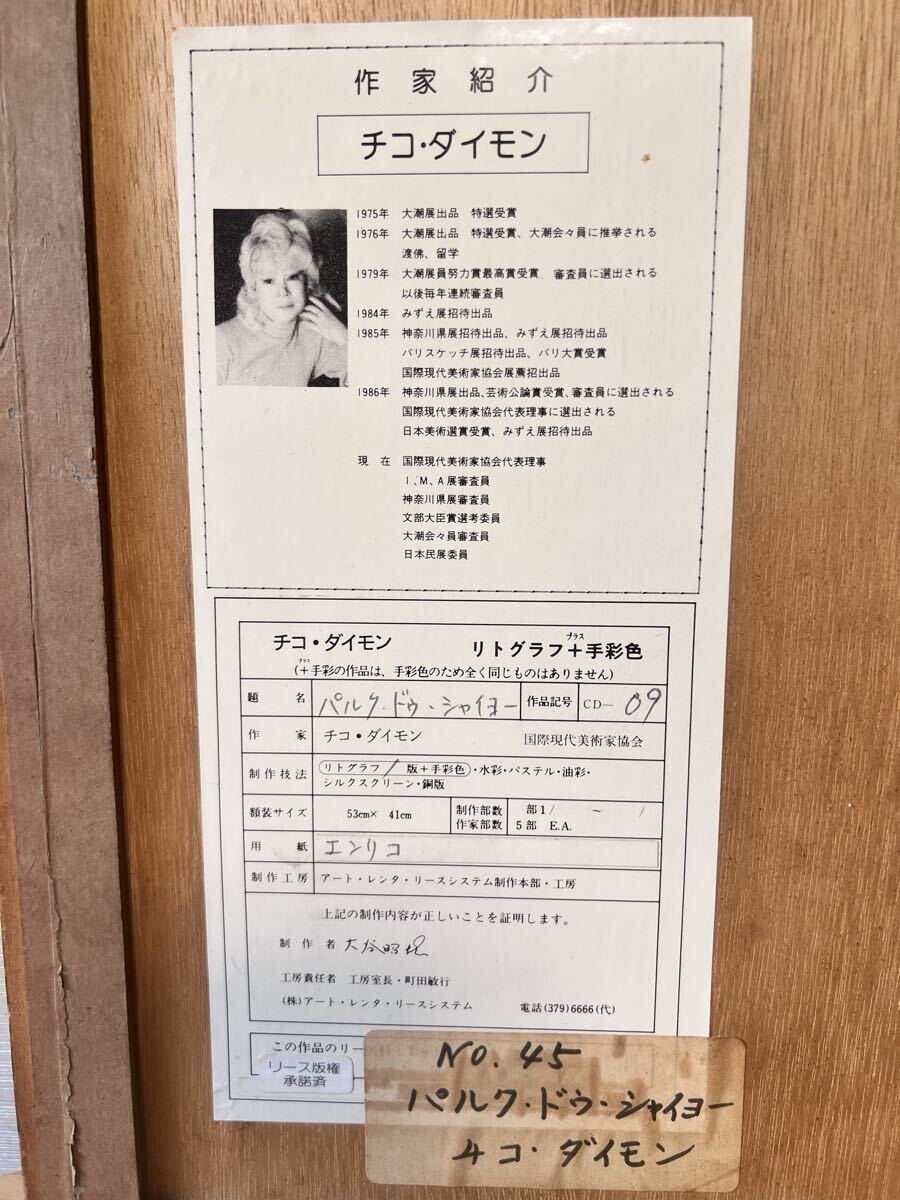 作家紹介
チコ・ダイモン
1975年 大潮展出品 特選受賞
1976年 大潮展出品 特選受賞、大潮会々員に推挙される
渡佛、留学
1979年 大潮展員努力賞最高賞受賞 審査員に選出される
以後毎年連続審査員
1984年 みずえ展招待出品
1985年 神奈川県展招待出品、みずえ展招待出品
パリスケッチ展招待出品、パリ大賞受賞
国際現代美術家協会展薦招出品
1986年 神奈川県展出品、芸術公論賞受賞、審査員に選出される
国際現代美術家協会代表理事に選出される
日本美術選賞受賞、みずえ展招待出品
現在 国際現代美術家協会代表理事
I、M、A展審査員
神奈川県展審査員
文部大臣賞選考委員
大潮会々員審査員
日本民展委員
チコ・ダイモン リトグラフ+手彩色
プラス
(+手彩の作品は、手彩色のため全く同じものはありません)
プラス
題名 パルク・ドゥ・シャイヨー 作品記号 CD— 09
作家 チコ・ダイモン 国際現代美術家協会
制作技法 リトグラフ/版+手彩色・水彩・パステル・油彩・
シルクスクリーン・銅版
額装サイズ 53cm× 41cm 制作部数 部1/ ~ /
作家部数 5部 E.A.
用紙 エンリコ
制作工房 アート・レンタ・リースシステム制作本部・工房
上記の制作内容が正しいことを証明します。
制作者 大谷昭
工房責任者 工房室長・町田敏行
(株)アート・レンタ・リースシステム 電話(379)6666(代)
この作品のリー
リース版権
承諾済
NO. 45
パルク・ドゥ・シャイヨー
チコ・ダイモン